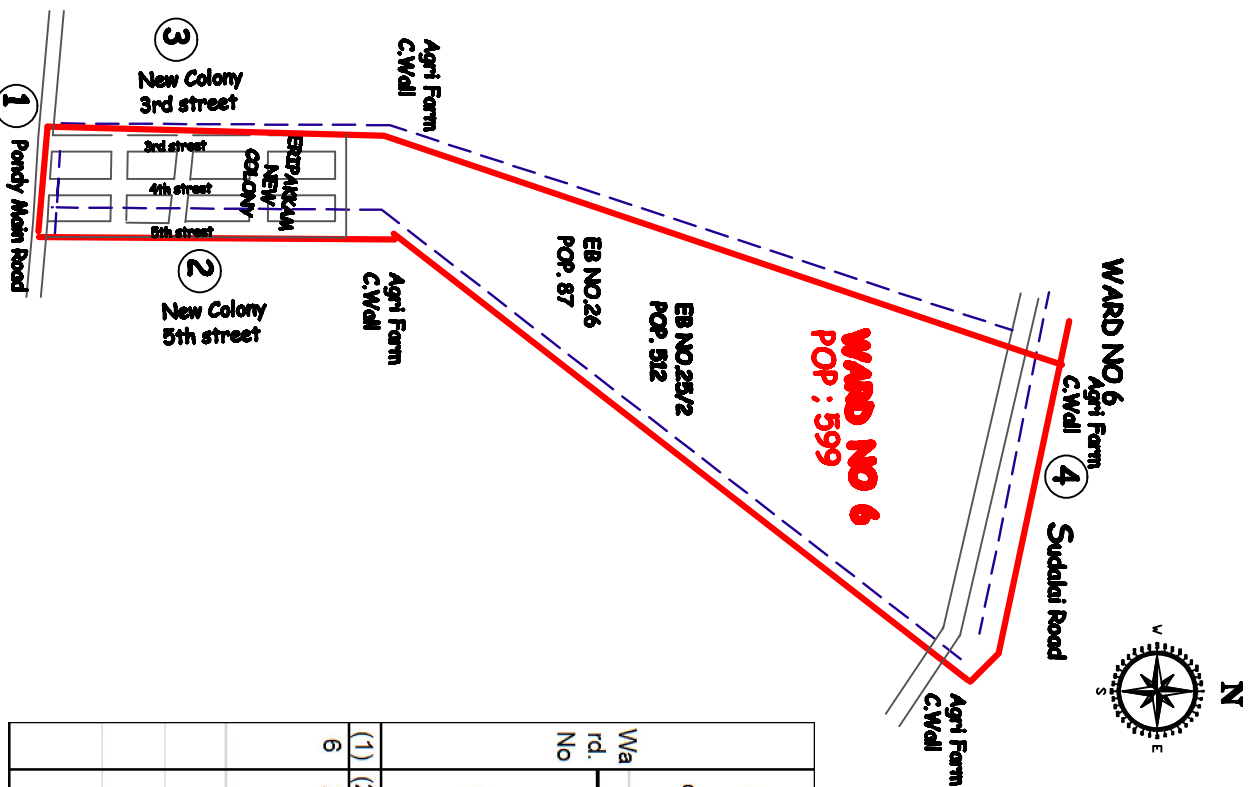 WARD NO.6
N
W
S
E
3
New Colony
3rd street
Agri Farm
C.Wall
1
Pondy Main Road
3rd street
4th street
5th street
ERIPAKKAM
NEW
COLONY
2
New Colony
5th street
Agri Farm
C.Wall
EB NO.26
POP. 87
EB NO.25/2
POP. 512
WARD NO 6
POP : 599
Agri Farm
C.Wall
4
Sudalai Road
Agri Farm
C.Wall
Wa
rd.
No
(1)
6